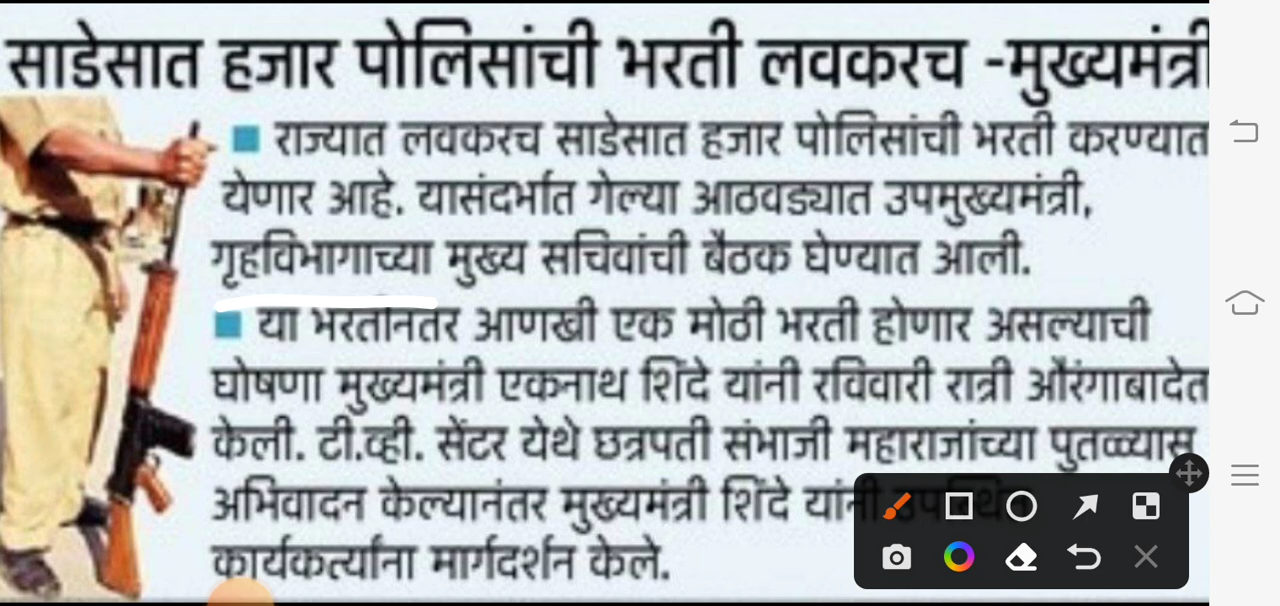 साडेसात हजार पोलिसांची भरती लवकरच -मुख्यमंत्री
■ राज्यात लवकरच साडेसात हजार पोलिसांची भरती करण्यात
येणार आहे. यासंदर्भात गेल्या आठवड्यात उपमुख्यमंत्री,
गृहविभागाच्या मुख्य सचिवांची बैठक घेण्यात आली.
■ या भरतीनंतर आणखी एक मोठी भरती होणार असल्याची
घोषणा मुख्यमंत्री एकनाथ शिंदे यांनी रविवारी रात्री औरंगाबादेत
केली. टी.व्ही. सेंटर येथे छत्रपती संभाजी महाराजांच्या पुतळ्यास
अभिवादन केल्यानंतर मुख्यमंत्री शिंदे यांनी उपस्थित
कार्यकर्त्यांना मार्गदर्शन केले.